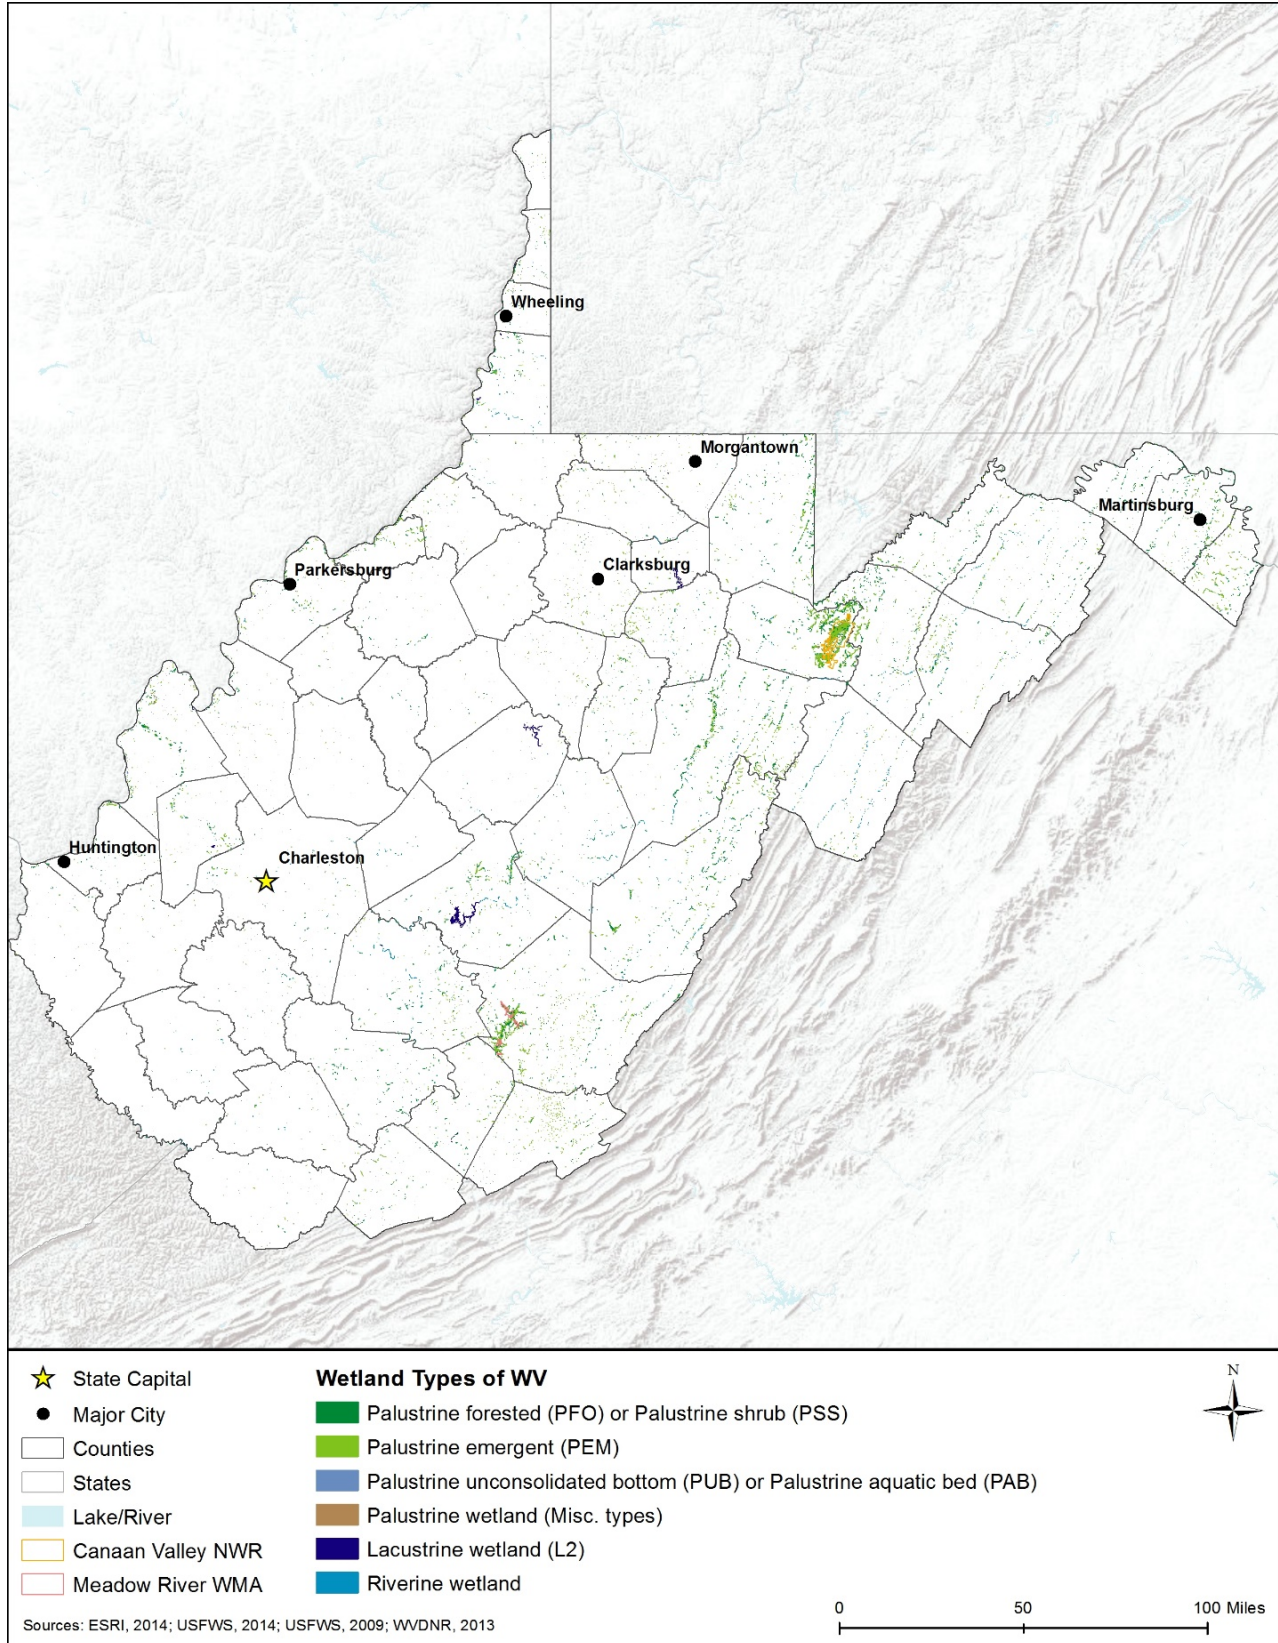 Wheeling
Morgantown
Martinsburg
Clarksburg
Parkersburg
Huntington
Charleston
State Capital
Major City
Counties
States
Lake/River
Canaan Valley NWR
Meadow River WMA
Sources: ESRI, 2014; USFWS, 2014; USFWS, 2009; WVDNR, 2013
Wetland Types of WV
Palustrine forested (PFO) or Palustrine shrub (PSS)
Palustrine emergent (PEM)
Palustrine unconsolidated bottom (PUB) or Palustrine aquatic bed (PAB)
Palustrine wetland (Misc. types)
Lacustrine wetland (L2)
Riverine wetland
N
0 50 100 Miles